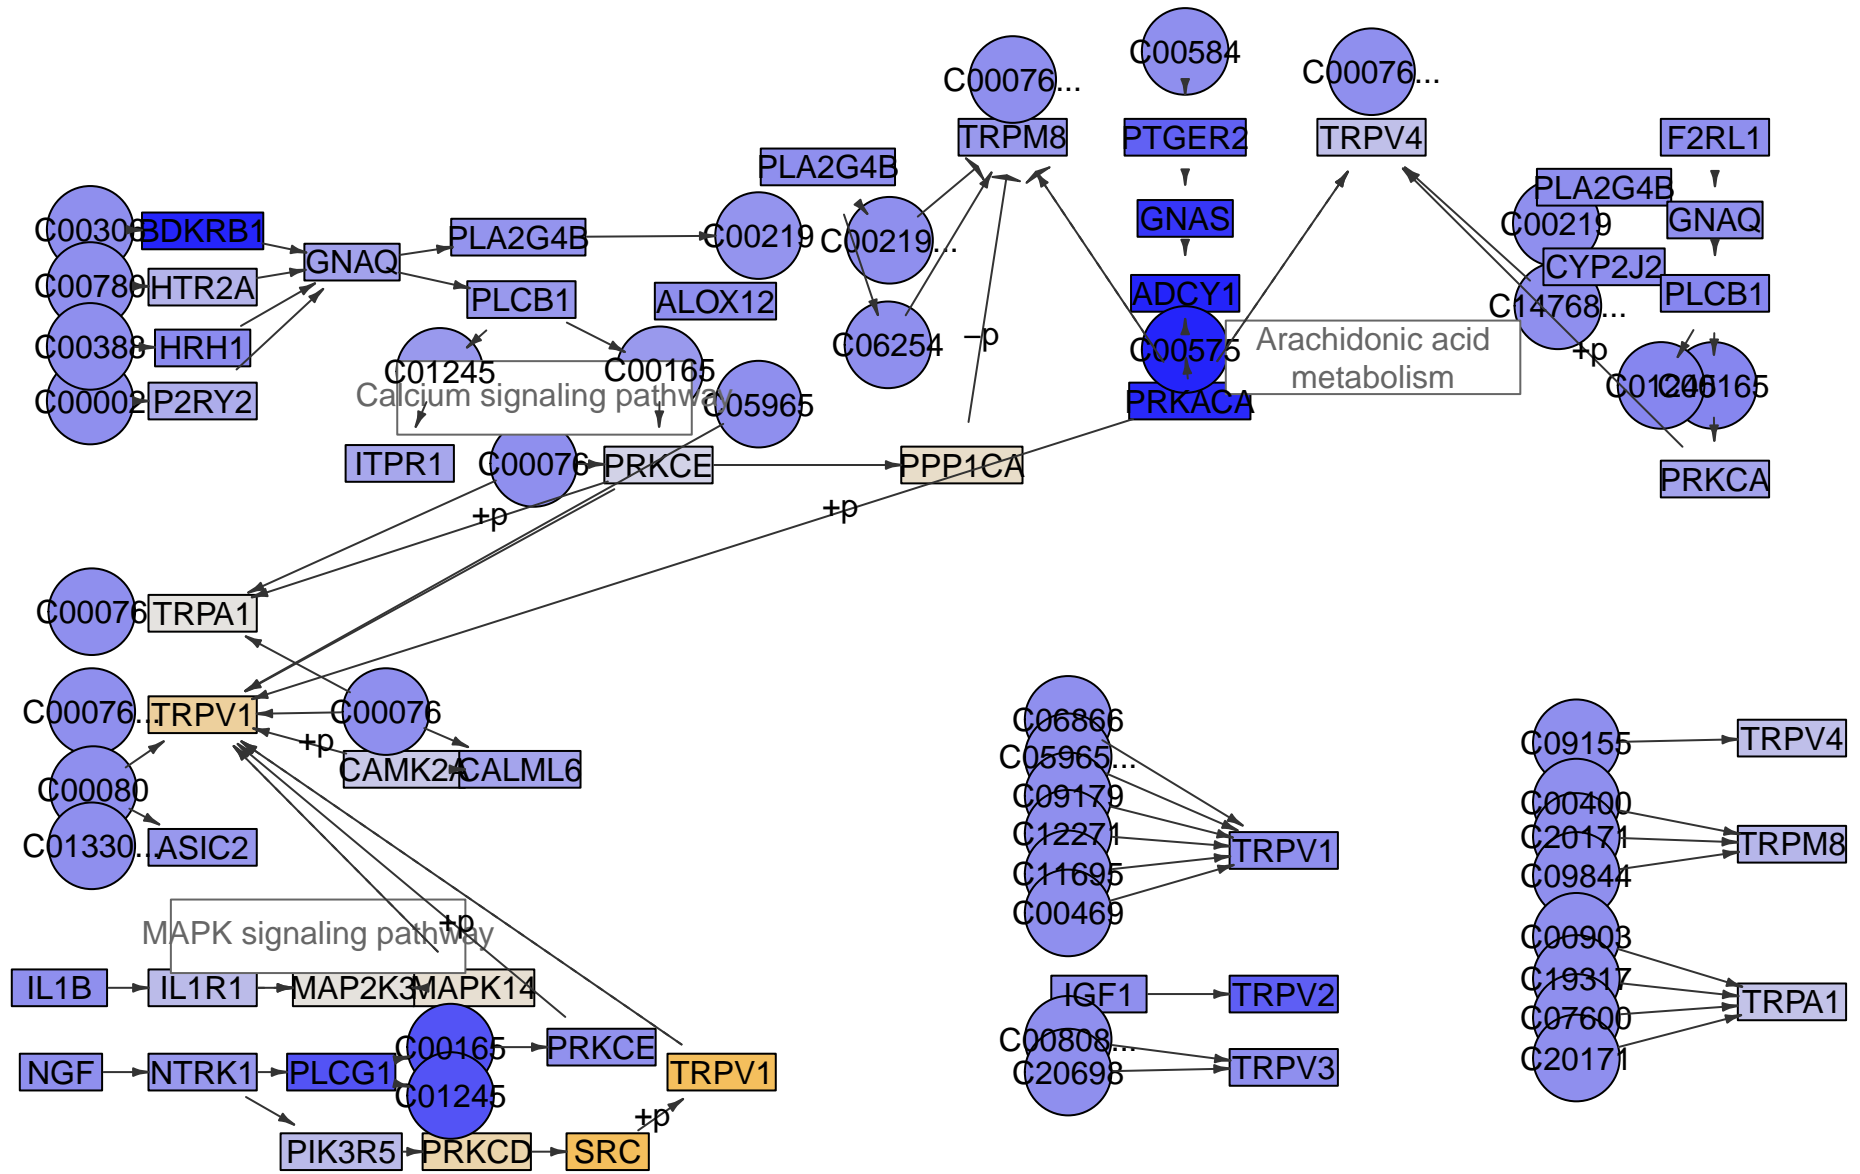 C00584
C00076...
C00076...
TRPM8
PTGER2
TRPV4
F2RL1
PLA2G4B
PLA2G4B
C00219
GNAS
GNAQ
BDKRB1
PLA2G4B
C00219
C00219...
GNAQ
CYP2J2
C00780
HTR2A
PLCB1
ALOX12
ADCY1
PLCB1
C14768...
C00388
HRH1
C06254
–p
C00575
Arachidonic acid
metabolism
+p
C01245
C00165
Calcium signaling pathway
C00002
P2RY2
C05965
PRKACA
ITPR1
C00076
PRKCE
PPP1CA
PRKCA
+p
+p
C00076
TRPA1
C00076...
TRPV1
C00076
+p
CAMK2A
CALML6
C00080
C01330...
ASIC2
C06866
C05965...
C09179
C12271
C11695
C00469
TRPV1
C09155
TRPV4
C00400
C20171
C09844
TRPM8
C00903
C19317
C07600
C20171
TRPA1
+p
MAPK signaling pathway
IL1B
IL1R1
MAP2K3
MAPK14
IGF1
TRPV2
C00808...
C20698
TRPV3
NGF
NTRK1
PLCG1
C00165
C01245
PRKCE
TRPV1
+p
PIK3R5
PRKCD
SRC